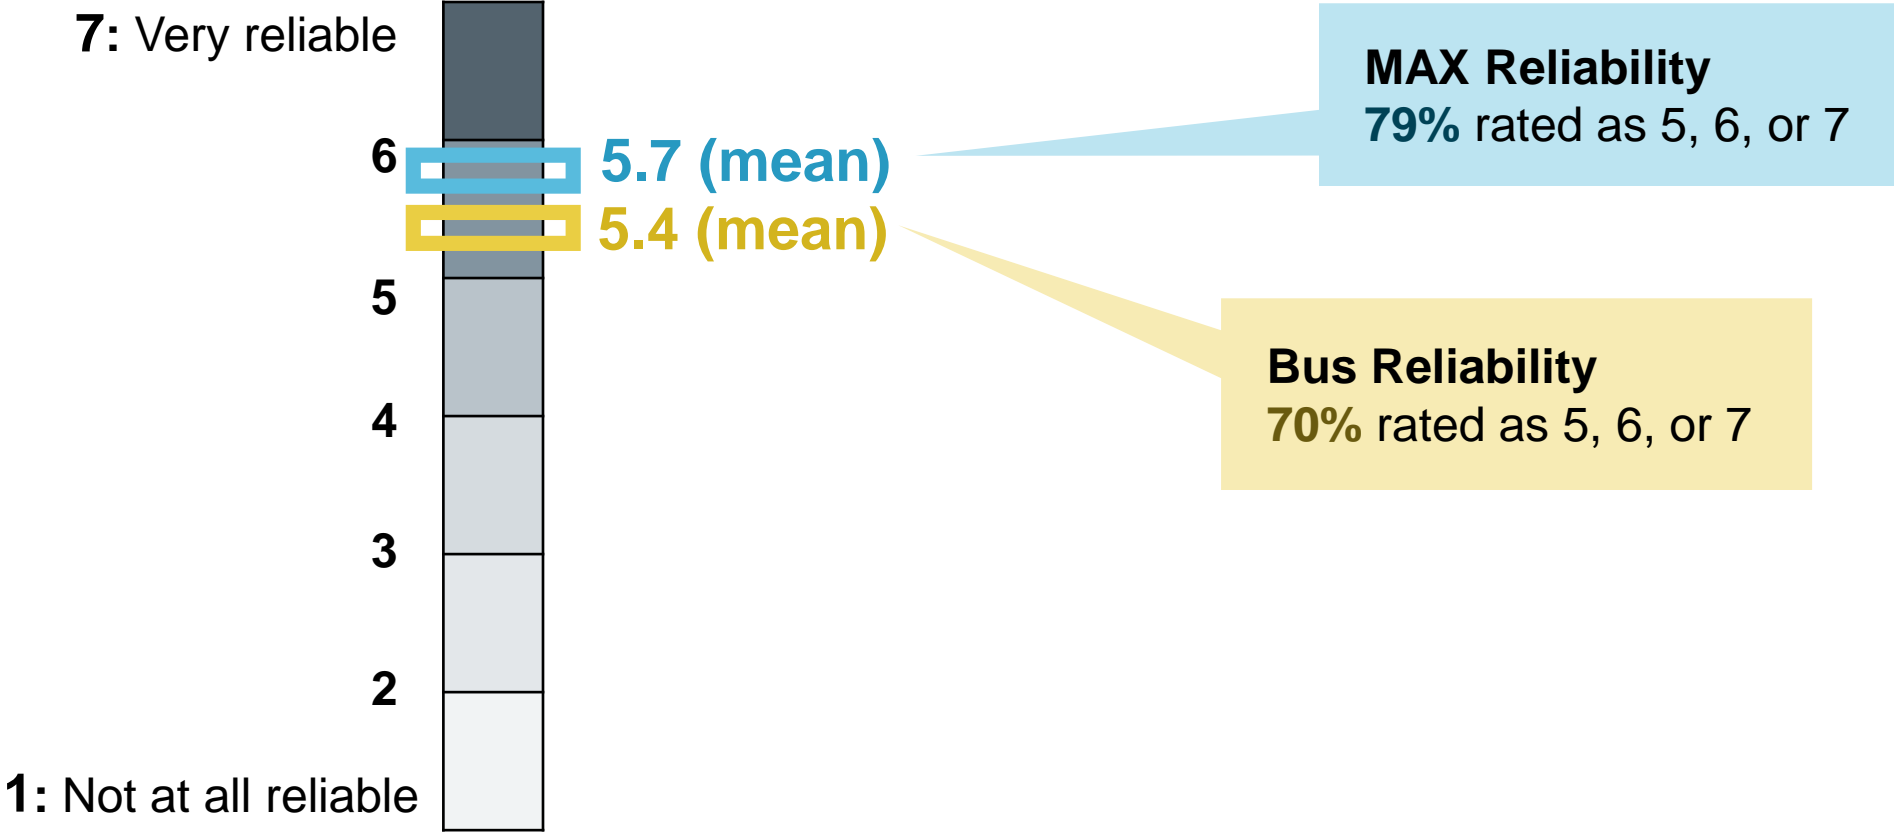 7: Very reliable
6
5
4
3
2
1: Not at all reliable
5.7 (mean)
5.4 (mean)
MAX Reliability
79% rated as 5, 6, or 7
Bus Reliability
70% rated as 5, 6, or 7